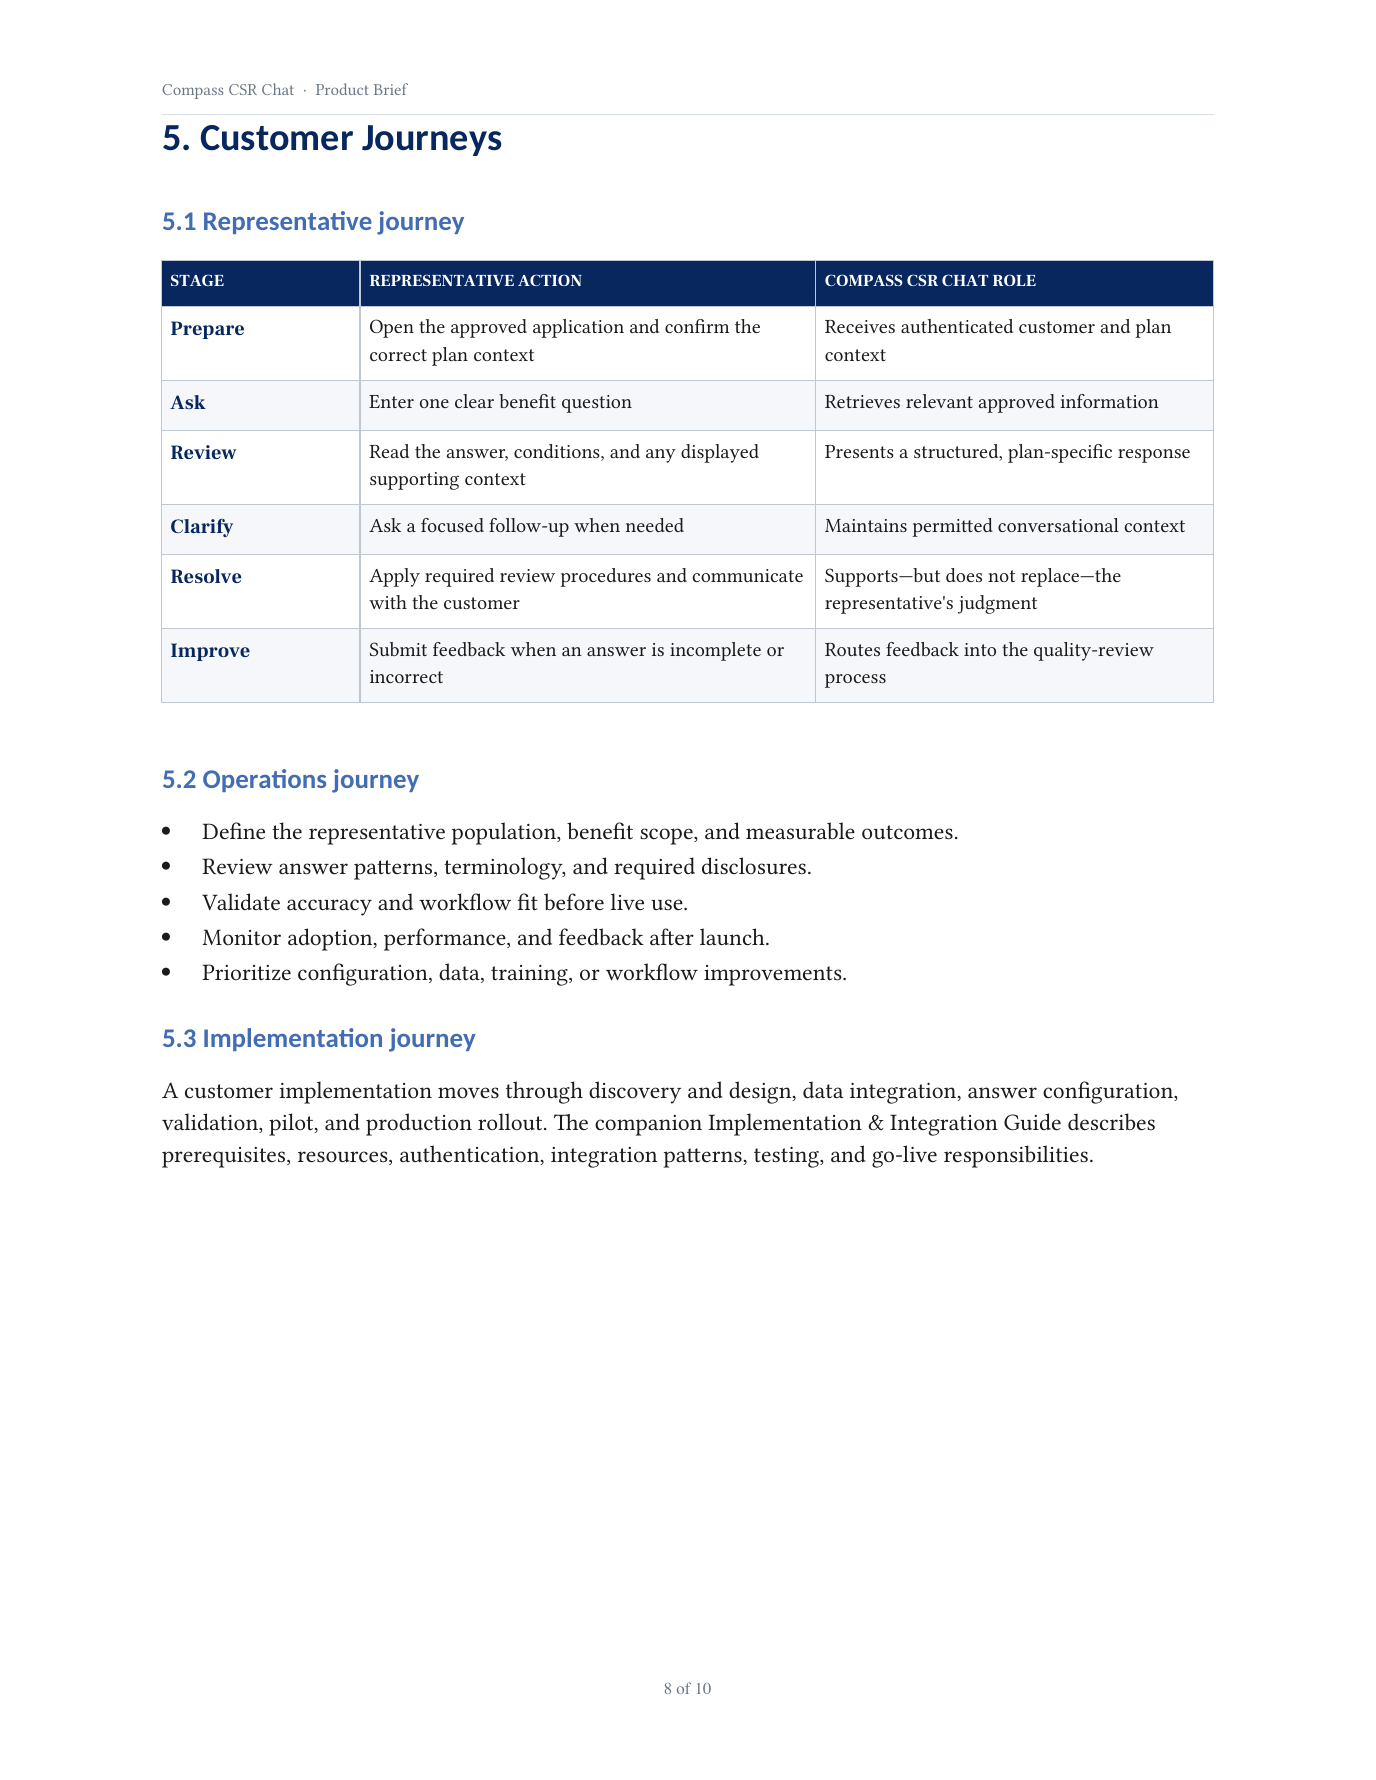 Compass CSR Chat · Product Brief
5. Customer Journeys
5.1 Representative journey
STAGE REPRESENTATIVE ACTION COMPASS CSR CHAT ROLE
Prepare Open the approved application and confirm the Receives authenticated customer and plan
correct plan context context
Ask Enter one clear benefit question Retrieves relevant approved information
Review Read the answer, conditions, and any displayed Presents a structured, plan-specific response
supporting context
Clarify Ask a focused follow-up when needed Maintains permitted conversational context
Resolve Apply required review procedures and communicate Supports—but does not replace—the
with the customer representative's judgment
Improve Submit feedback when an answer is incomplete or Routes feedback into the quality-review
incorrect process
5.2 Operations journey
• Define the representative population, benefit scope, and measurable outcomes.
• Review answer patterns, terminology, and required disclosures.
• Validate accuracy and workflow fit before live use.
• Monitor adoption, performance, and feedback after launch.
• Prioritize configuration, data, training, or workflow improvements.
5.3 Implementation journey
A customer implementation moves through discovery and design, data integration, answer configuration,
validation, pilot, and production rollout. The companion Implementation & Integration Guide describes
prerequisites, resources, authentication, integration patterns, testing, and go-live responsibilities.
8 of 10